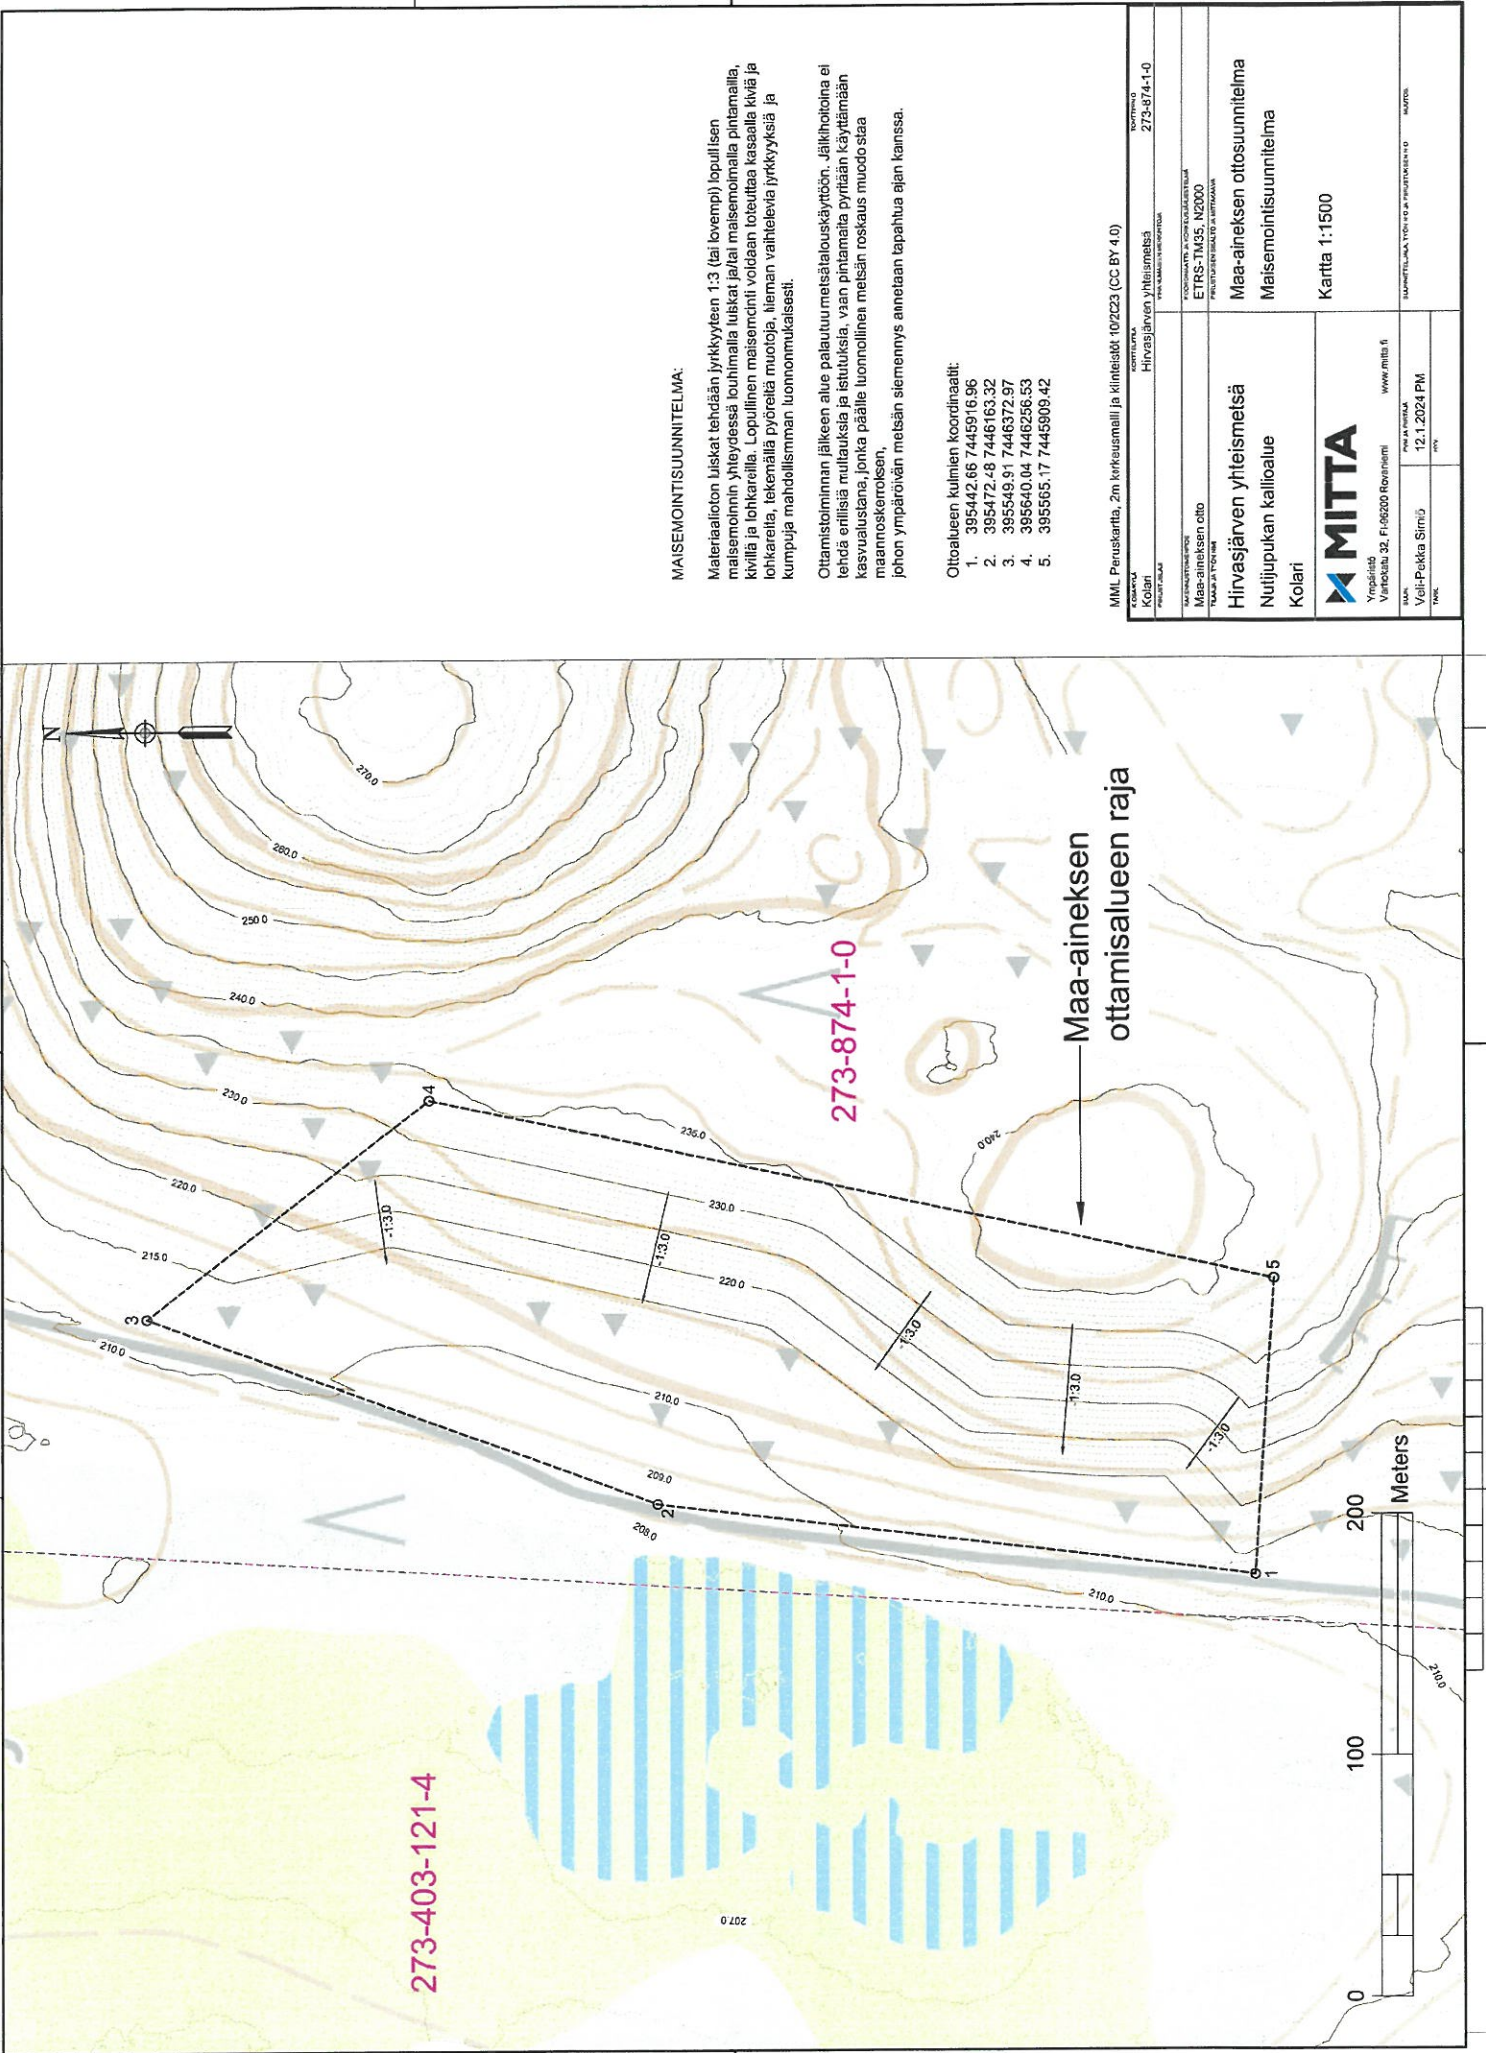 MAISEMOINTISUUNNITELMA:
Materiaalioton luiskat tehdään jyrkkyyteen 1:3 (tai loivempi) lopullisen
maisemoinnin yhteydessä louhimalla luiskat ja/tai maisemoimalla pintamailla,
kivillä ja lohkareilla. Lopullinen maisemointi voidaan toteuttaa kasaalla kiviä ja
lohkareita, tekemällä pyöreitä muotoja, hieman vaihtelevia jyrkkyyksiä ja
kumpuja mahdollisimman luonnonmukaisesti.
Ottamistoiminnan jälkeen alue palautuu metsätalouskäyttöön. Jälkihoitoina ei
tehdä erillisiä multauksia ja istutuksia, vaan pintamaita pyritään käyttämään
kasvualustana, jonka päälle luonnollinen metsän roskaus muodostaa
maannoskerroksen,
johon ympäröivän metsän siemennys annetaan tapahtua ajan kanssa.
Ottoalueen kulmien koordinaatit:
1. 395442.66 7445916.96
2. 395472.48 7446163.32
3. 395549.91 7446372.97
4. 395640.04 7446256.53
5. 395565.17 7445909.42
MML Peruskartta, 2m korkeusmalli ja kiinteistöt 10/2023 (CC BY 4.0)
Kolari
Hirvasjärven yhteismetsä
273-874-1-0
Maa-aineksen otto
ETRS-TM35, N2000
Hirvasjärven yhteismetsä
Nutijupukan kallioalue
Kolari
Maa-aineksen ottosuunnitelma
Maisemointisuunnitelma
Kartta 1:1500
MITTA
Ympäristö
Vartiokatu 32, FI-96200 Rovaniemi
www.mitta.fi
SUUN.
Veli-Pekka Sirniö
12.1.2024 PM
TARK.
HYV.
N
270.0
260.0
250.0
240.0
230.0
220.0
215.0
210.0
3
4
235.0
230.0
220.0
-1:3.0
-1:3.0
-1:3.0
-1:3.0
-1:3.0
210.0
209.0
208.0
2
240.0
5
1
210.0
210.0
207.0
273-874-1-0
273-403-121-4
Maa-aineksen
ottamisalueen raja
0
100
200
Meters